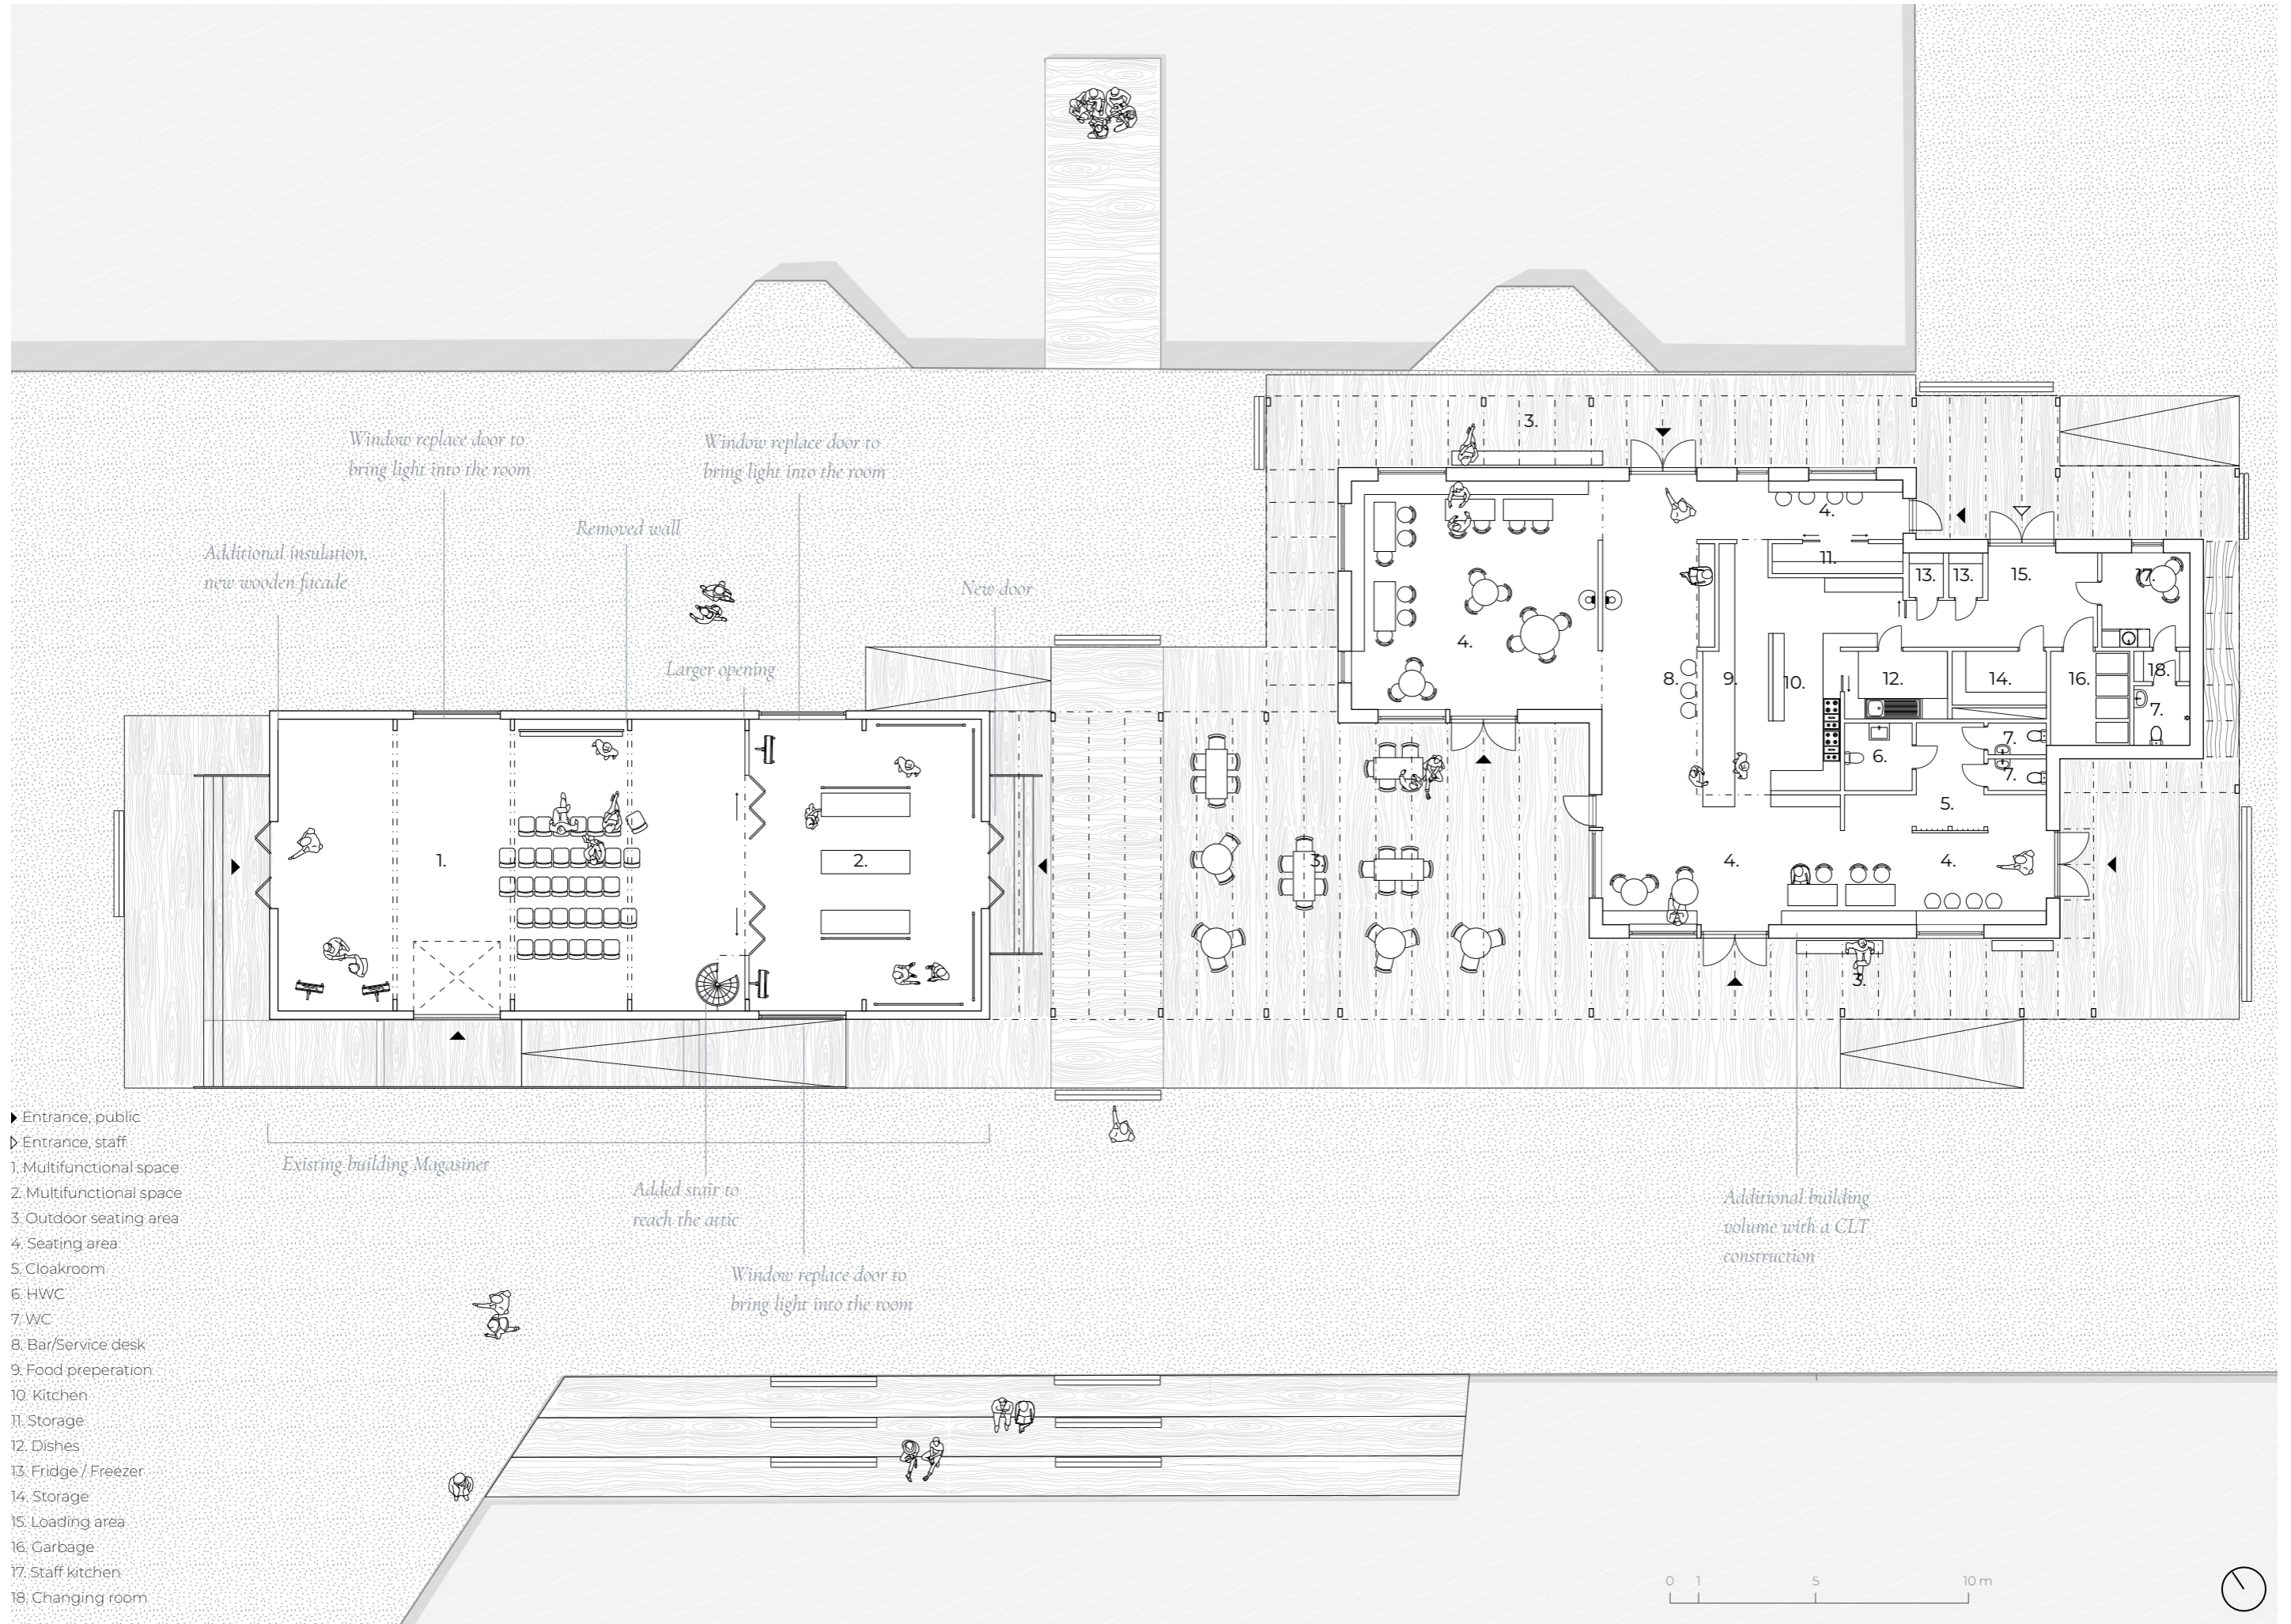 3.
Window replace door to
bring light into the room
Window replace door to
bring light into the room
Removed wall
Additional insulation,
new wooden facade
New door
Larger opening
4.
11.
13.
13.
15.
17.
4.
8.
9.
10.
12.
14.
16.
18.
7.
6.
7.
7.
5.
1.
2.
3.
4.
4.
3.
Entrance, public
Entrance, staff
1. Multifunctional space
2. Multifunctional space
3. Outdoor seating area
4. Seating area
5. Cloakroom
6. HWC
7. WC
8. Bar/Service desk
9. Food preperation
10. Kitchen
11. Storage
12. Dishes
13. Fridge / Freezer
14. Storage
15. Loading area
16. Garbage
17. Staff kitchen
18. Changing room
Existing building Magasinet
Added stair to
reach the attic
Window replace door to
bring light into the room
Additional building
volume with a CLT
construction
0 1 5 10 m